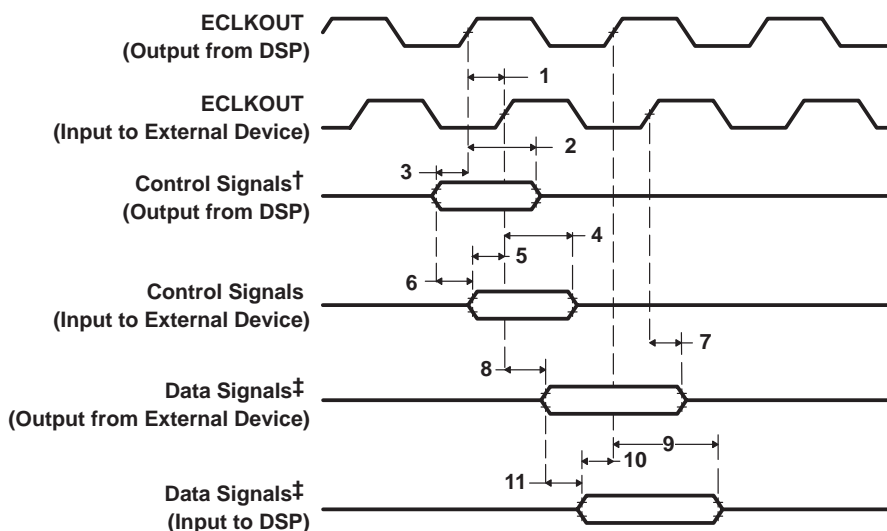 ECLKOUT
(Output from DSP)
1
ECLKOUT
(Input to External Device)
2
3
Control Signals†
(Output from DSP)
4
5
6
Control Signals
(Input to External Device)
7
8
Data Signals‡
(Output from External Device)
9
10
11
Data Signals‡
(Input to DSP)